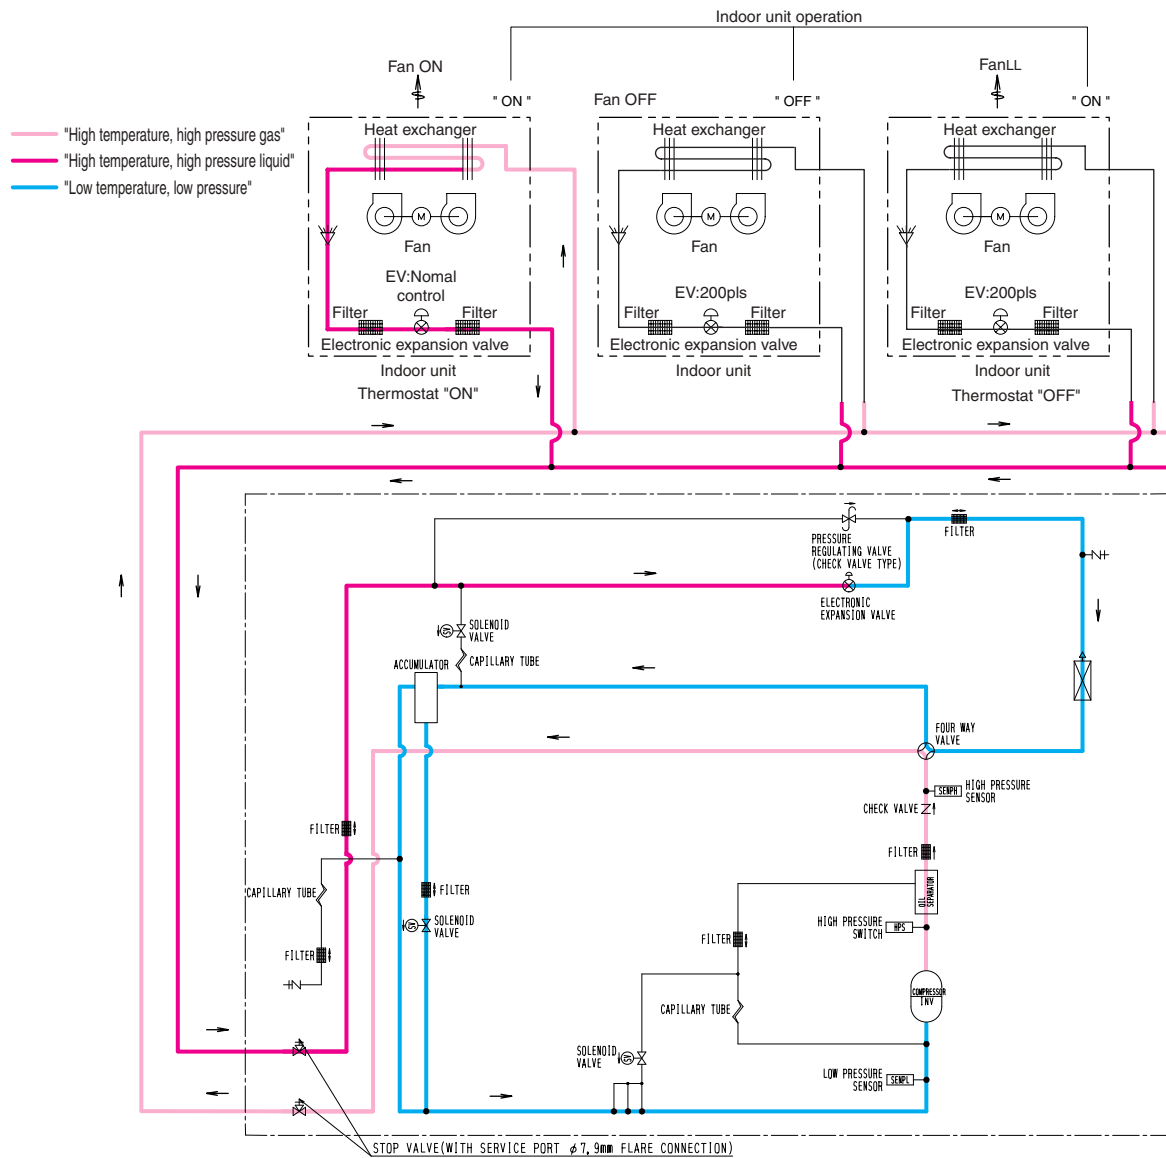 Indoor unit operation
Fan ON
" ON "
Fan OFF
" OFF "
FanLL
" ON "
"High temperature, high pressure gas"
"High temperature, high pressure liquid"
"Low temperature, low pressure"
Heat exchanger
M
Fan
EV:Nomal
control
Filter
Filter
Electronic expansion valve
Indoor unit
Thermostat "ON"
Heat exchanger
M
Fan
EV:200pls
Filter
Filter
Electronic expansion valve
Indoor unit
Heat exchanger
M
Fan
EV:200pls
Filter
Filter
Electronic expansion valve
Indoor unit
Thermostat "OFF"
PRESSURE
REGULATING VALVE
(CHECK VALVE TYPE)
FILTER
ELECTRONIC
EXPANSION VALVE
SV
SOLENOID
VALVE
CAPILLARY TUBE
ACCUMULATOR
FOUR WAY
VALVE
SENPH
HIGH PRESSURE
SENSOR
CHECK VALVE
FILTER
FILTER
OIL
SEPARATOR
CAPILLARY TUBE
FILTER
SV
SOLENOID
VALVE
HIGH PRESSURE
SWITCH
HPS
FILTER
FILTER
COMPRESSOR
INV
CAPILLARY TUBE
SOLENOID
VALVE
SV
LOW PRESSURE
SENSOR
SENPL
STOP VALVE(WITH SERVICE PORT φ7,9mm FLARE CONNECTION)